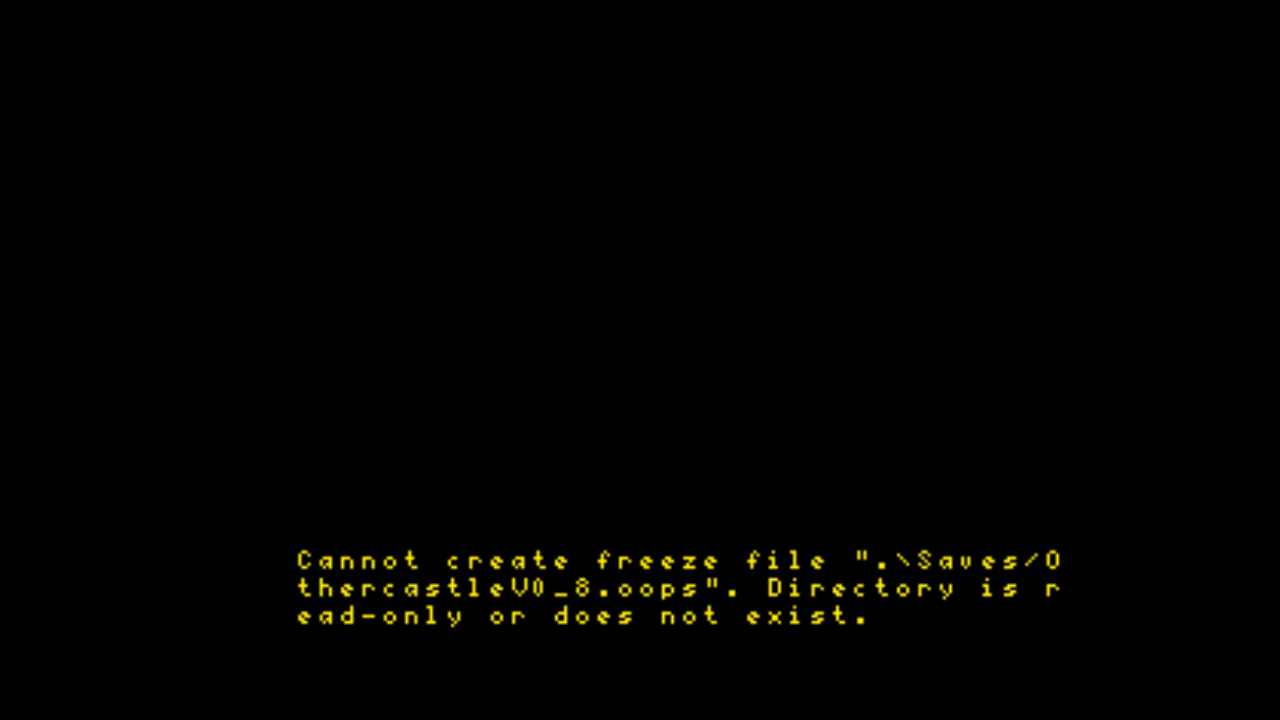 Cannot create freeze file ".\Saves/O
thercastleV0_8.oops". Directory is r
ead-only or does not exist.